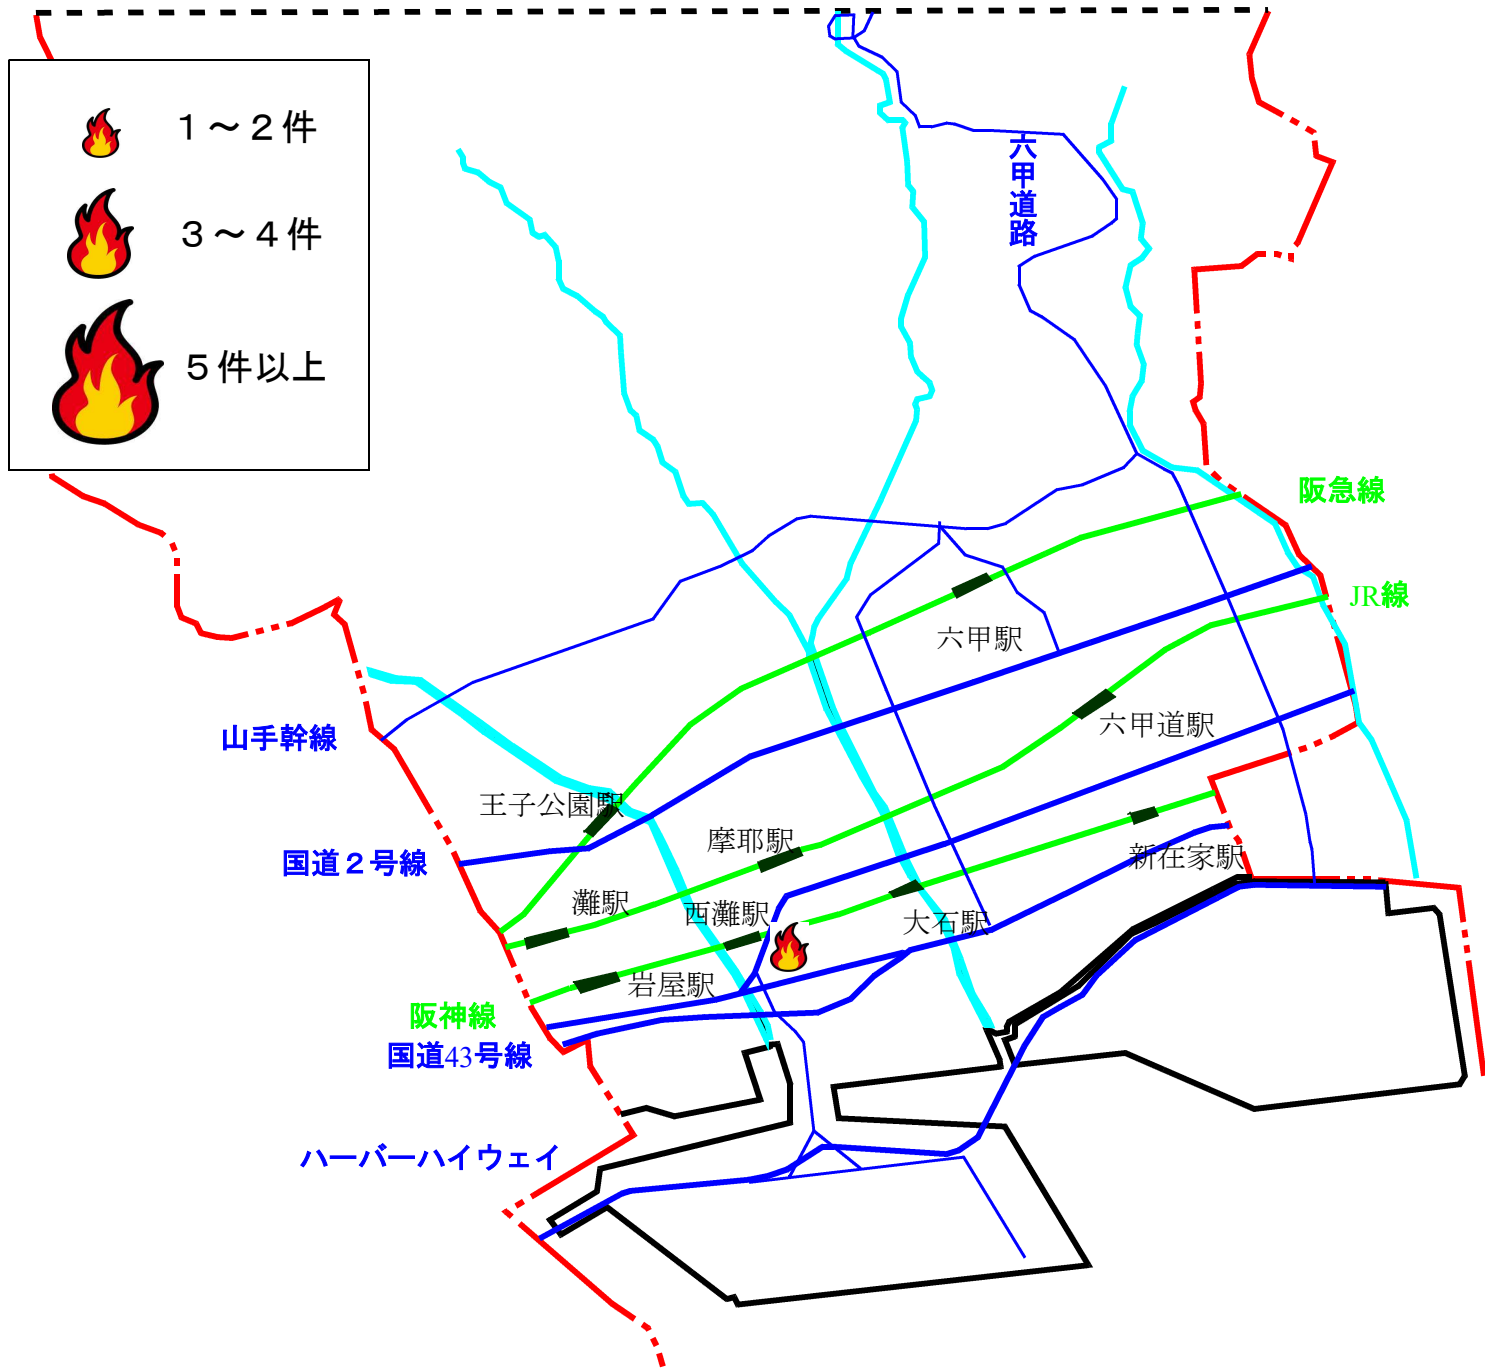 １～２件
３～４件
５件以上
六甲道路
阪急線
JR線
六甲駅
六甲道駅
山手幹線
王子公園駅
摩耶駅
国道２号線
新在家駅
灘駅
西灘駅
大石駅
岩屋駅
阪神線
国道43号線
ハーバーハイウェイ